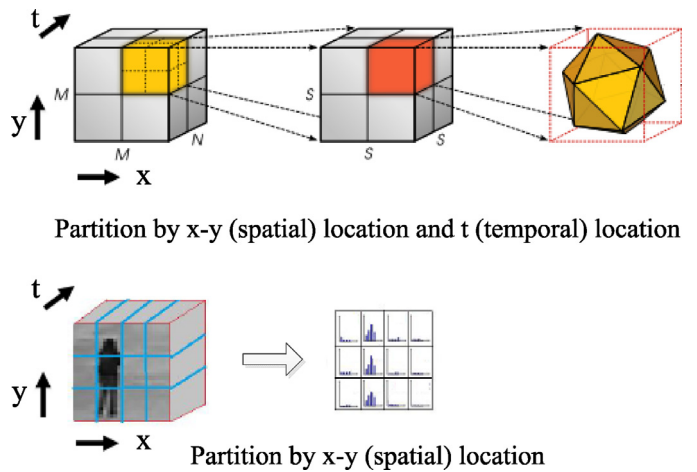 t
M
S
y
N
S
M
S
x
Partition by x-y (spatial) location and t (temporal) location
t
y
x
Partition by x-y (spatial) location